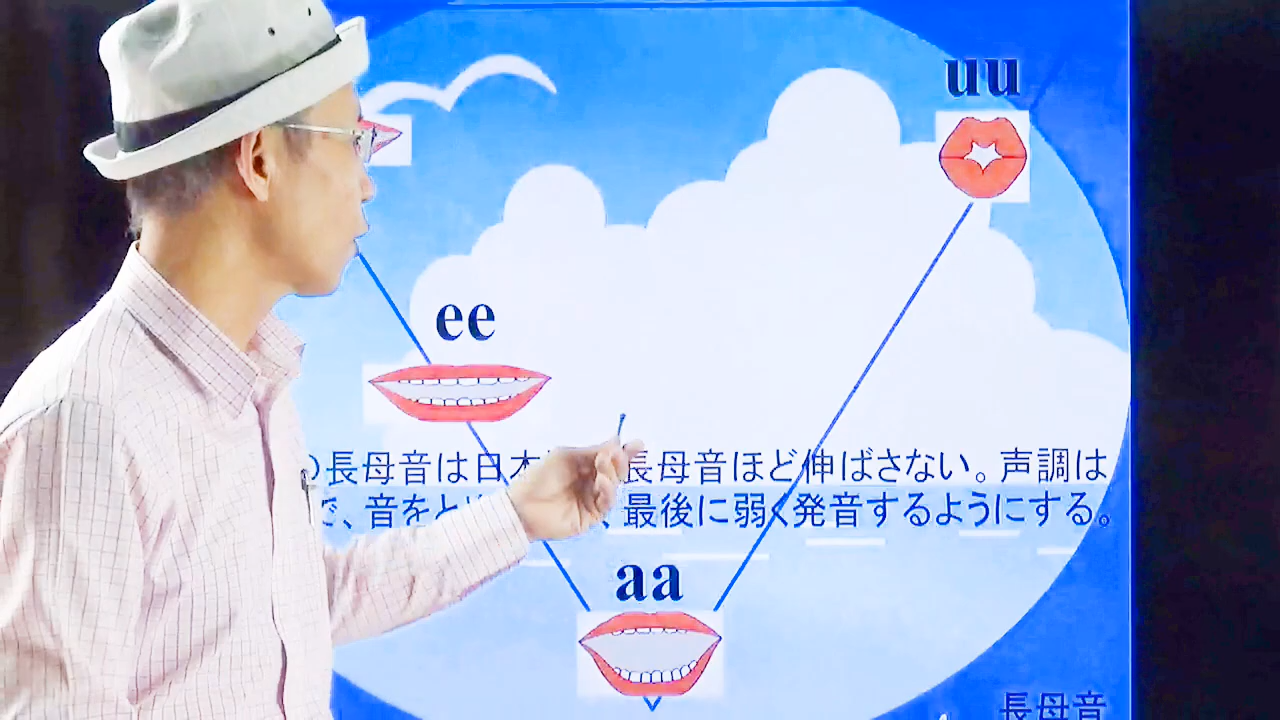 uu
ee
の長母音は日本 長母音ほど伸ばさない。声調は
で、音をと 、最後に弱く発音するようにする。
aa
長母音